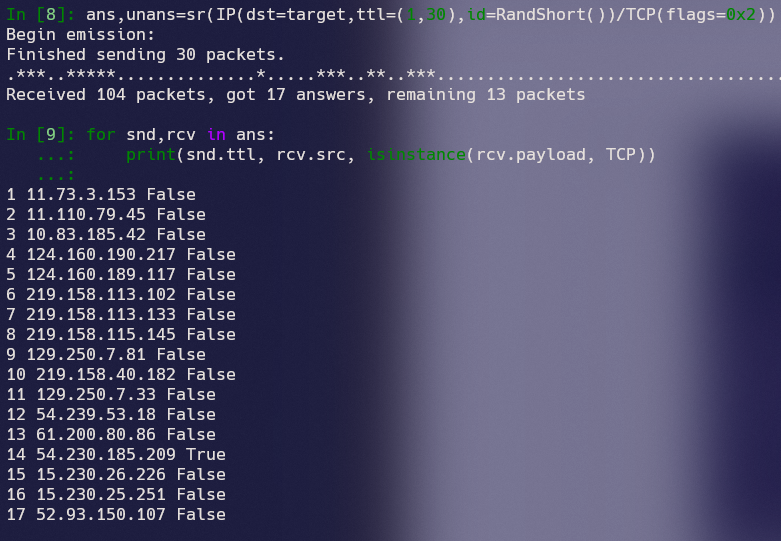 In [8]: ans,unans=sr(IP(dst=target,ttl=(1,30),id=RandShort())/TCP(flags=0x2))
Begin emission:
Finished sending 30 packets.
.***..*****..............*.....***..**..***...................................
Received 104 packets, got 17 answers, remaining 13 packets
In [9]: for snd,rcv in ans:
...: print(snd.ttl, rcv.src, isinstance(rcv.payload, TCP))
...:
1 11.73.3.153 False
2 11.110.79.45 False
3 10.83.185.42 False
4 124.160.190.217 False
5 124.160.189.117 False
6 219.158.113.102 False
7 219.158.113.133 False
8 219.158.115.145 False
9 129.250.7.81 False
10 219.158.40.182 False
11 129.250.7.33 False
12 54.239.53.18 False
13 61.200.80.86 False
14 54.230.185.209 True
15 15.230.26.226 False
16 15.230.25.251 False
17 52.93.150.107 False